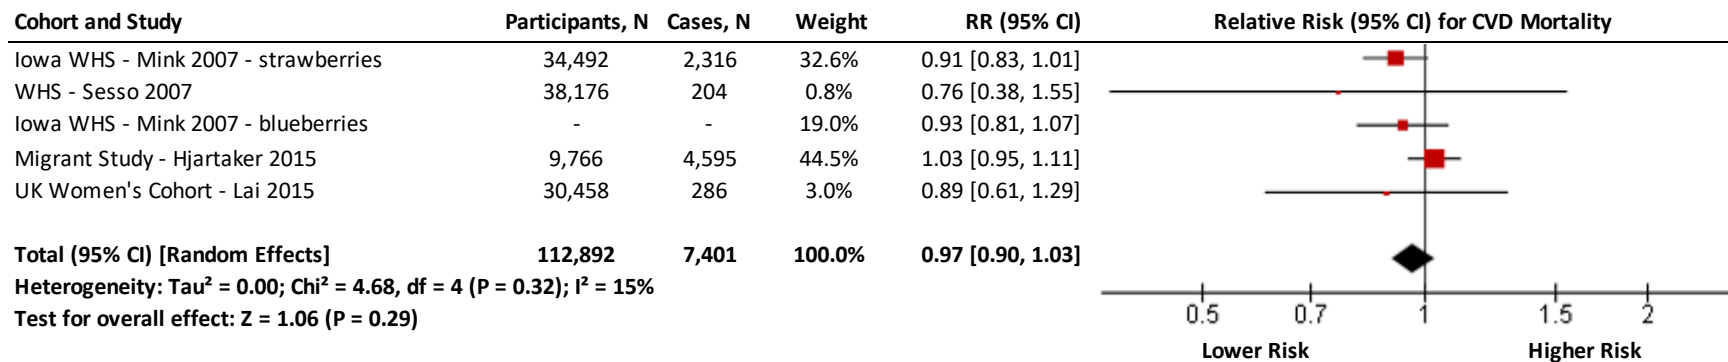 Cohort and Study Participants, N Cases, N Weight RR (95% CI) Relative Risk (95% CI) for CVD Mortality
Iowa WHS - Mink 2007 - strawberries 34,492 2,316 32.6% 0.91 [0.83, 1.01]
WHS - Sesso 2007 38,176 204 0.8% 0.76 [0.38, 1.55]
Iowa WHS - Mink 2007 - blueberries - - 19.0% 0.93 [0.81, 1.07]
Migrant Study - Hjartaker 2015 9,766 4,595 44.5% 1.03 [0.95, 1.11]
UK Women's Cohort - Lai 2015 30,458 286 3.0% 0.89 [0.61, 1.29]
Total (95% CI) [Random Effects] 112,892 7,401 100.0% 0.97 [0.90, 1.03]
Heterogeneity: Tau² = 0.00; Chi² = 4.68, df = 4 (P = 0.32); I² = 15%
Test for overall effect: Z = 1.06 (P = 0.29)
0.5 0.7 1 1.5 2
Lower Risk Higher Risk